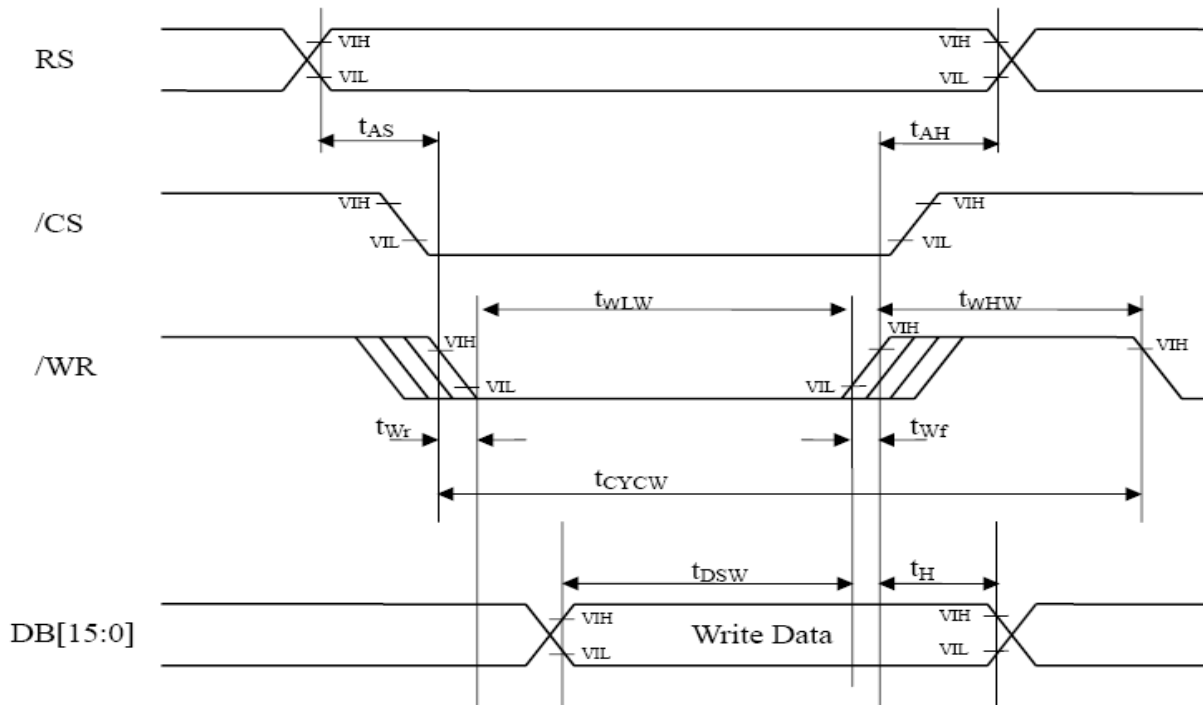 RS
VIH
VIH
VIL
VIL
tAS
tAH
/CS
VIH
VIH
VIL
VIL
tWLW
tWHW
/WR
VIH
VIH
VIH
VIL
VIL
tWr
tWf
tCYCW
tDSW
tH
DB[15:0]
VIH
Write Data
VIH
VIL
VIL